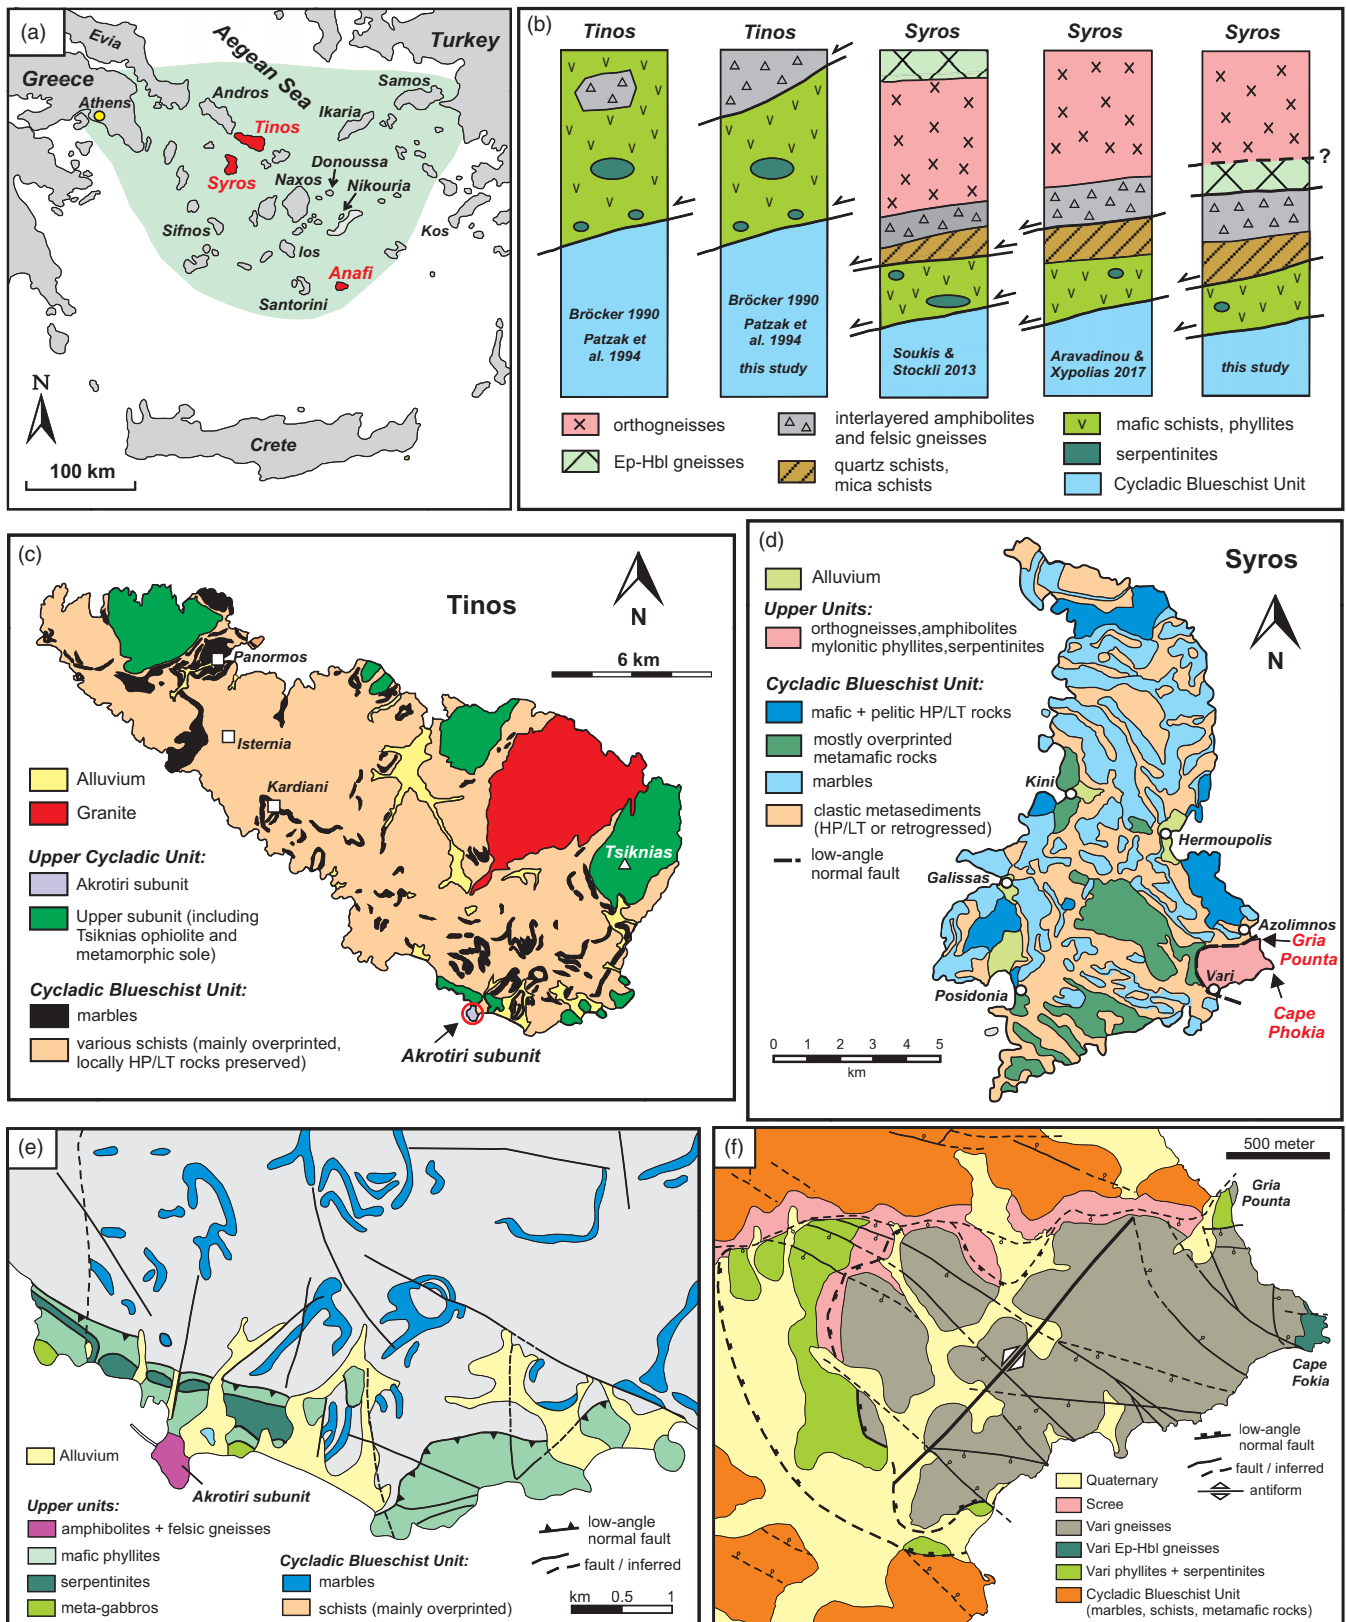 (a)
Evia
Aegean Sea
Turkey
Greece
Athens
Andros
Samos
Ikaria
Tinos
Donoussa
Syros
Naxos
Nikouria
Sifnos
Kos
Ios
Anafi
Santorini
N
Crete
100 km
(b)
Tinos
Tinos
Syros
Syros
Syros
?
Bröcker 1990
Patzak et
al. 1994
Bröcker 1990
Patzak et
al. 1994
this study
Soukis &
Stockli 2013
Aravadinou &
Xypolias 2017
this study
orthogneisses
Ep-Hbl gneisses
interlayered amphibolites
and felsic gneisses
quartz schists,
mica schists
mafic schists, phyllites
serpentinites
Cycladic Blueschist Unit
(c)
Tinos
N
6 km
Panormos
Isternia
Kardiani
Tsiknias
Alluvium
Granite
Upper Cycladic Unit:
Akrotiri subunit
Upper subunit (including
Tsiknias ophiolite and
metamorphic sole)
Cycladic Blueschist Unit:
marbles
various schists (mainly overprinted,
locally HP/LT rocks preserved)
Akrotiri subunit
(d)
Syros
N
Alluvium
Upper Units:
orthogneisses,amphibolites
mylonitic phyllites,serpentinites
Cycladic Blueschist Unit:
mafic + pelitic HP/LT rocks
mostly overprinted
metamafic rocks
marbles
clastic metasediments
(HP/LT or retrogressed)
low-angle
normal fault
Kini
Hermoupolis
Galissas
Azolimnos
Gria
Pounta
Vari
Posidonia
Cape
Phokia
0 1 2 3 4 5
km
(e)
Alluvium
Akrotiri subunit
Upper units:
amphibolites + felsic gneisses
mafic phyllites
serpentinites
meta-gabbros
Cycladic Blueschist Unit:
marbles
schists (mainly overprinted)
low-angle
normal fault
fault / inferred
km 0.5 1
(f)
500 meter
Gria
Pounta
Cape
Fokia
low-angle
normal fault
fault / inferred
antiform
Quaternary
Scree
Vari gneisses
Vari Ep-Hbl gneisses
Vari phyllites + serpentinites
Cycladic Blueschist Unit
(marbles, schists, metamafic rocks)